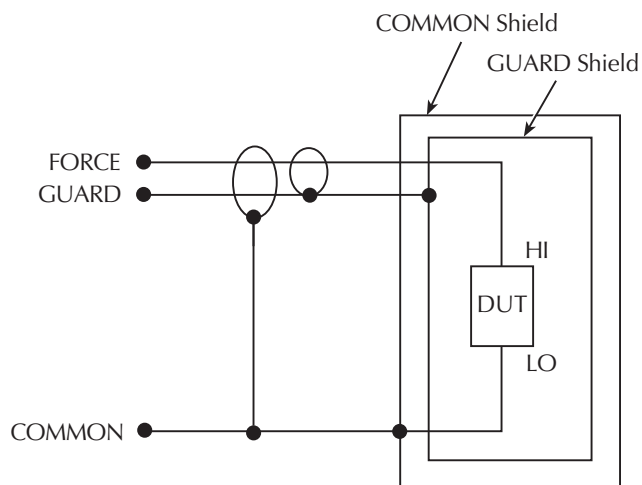 COMMON Shield
GUARD Shield
FORCE
GUARD
HI
DUT
LO
COMMON